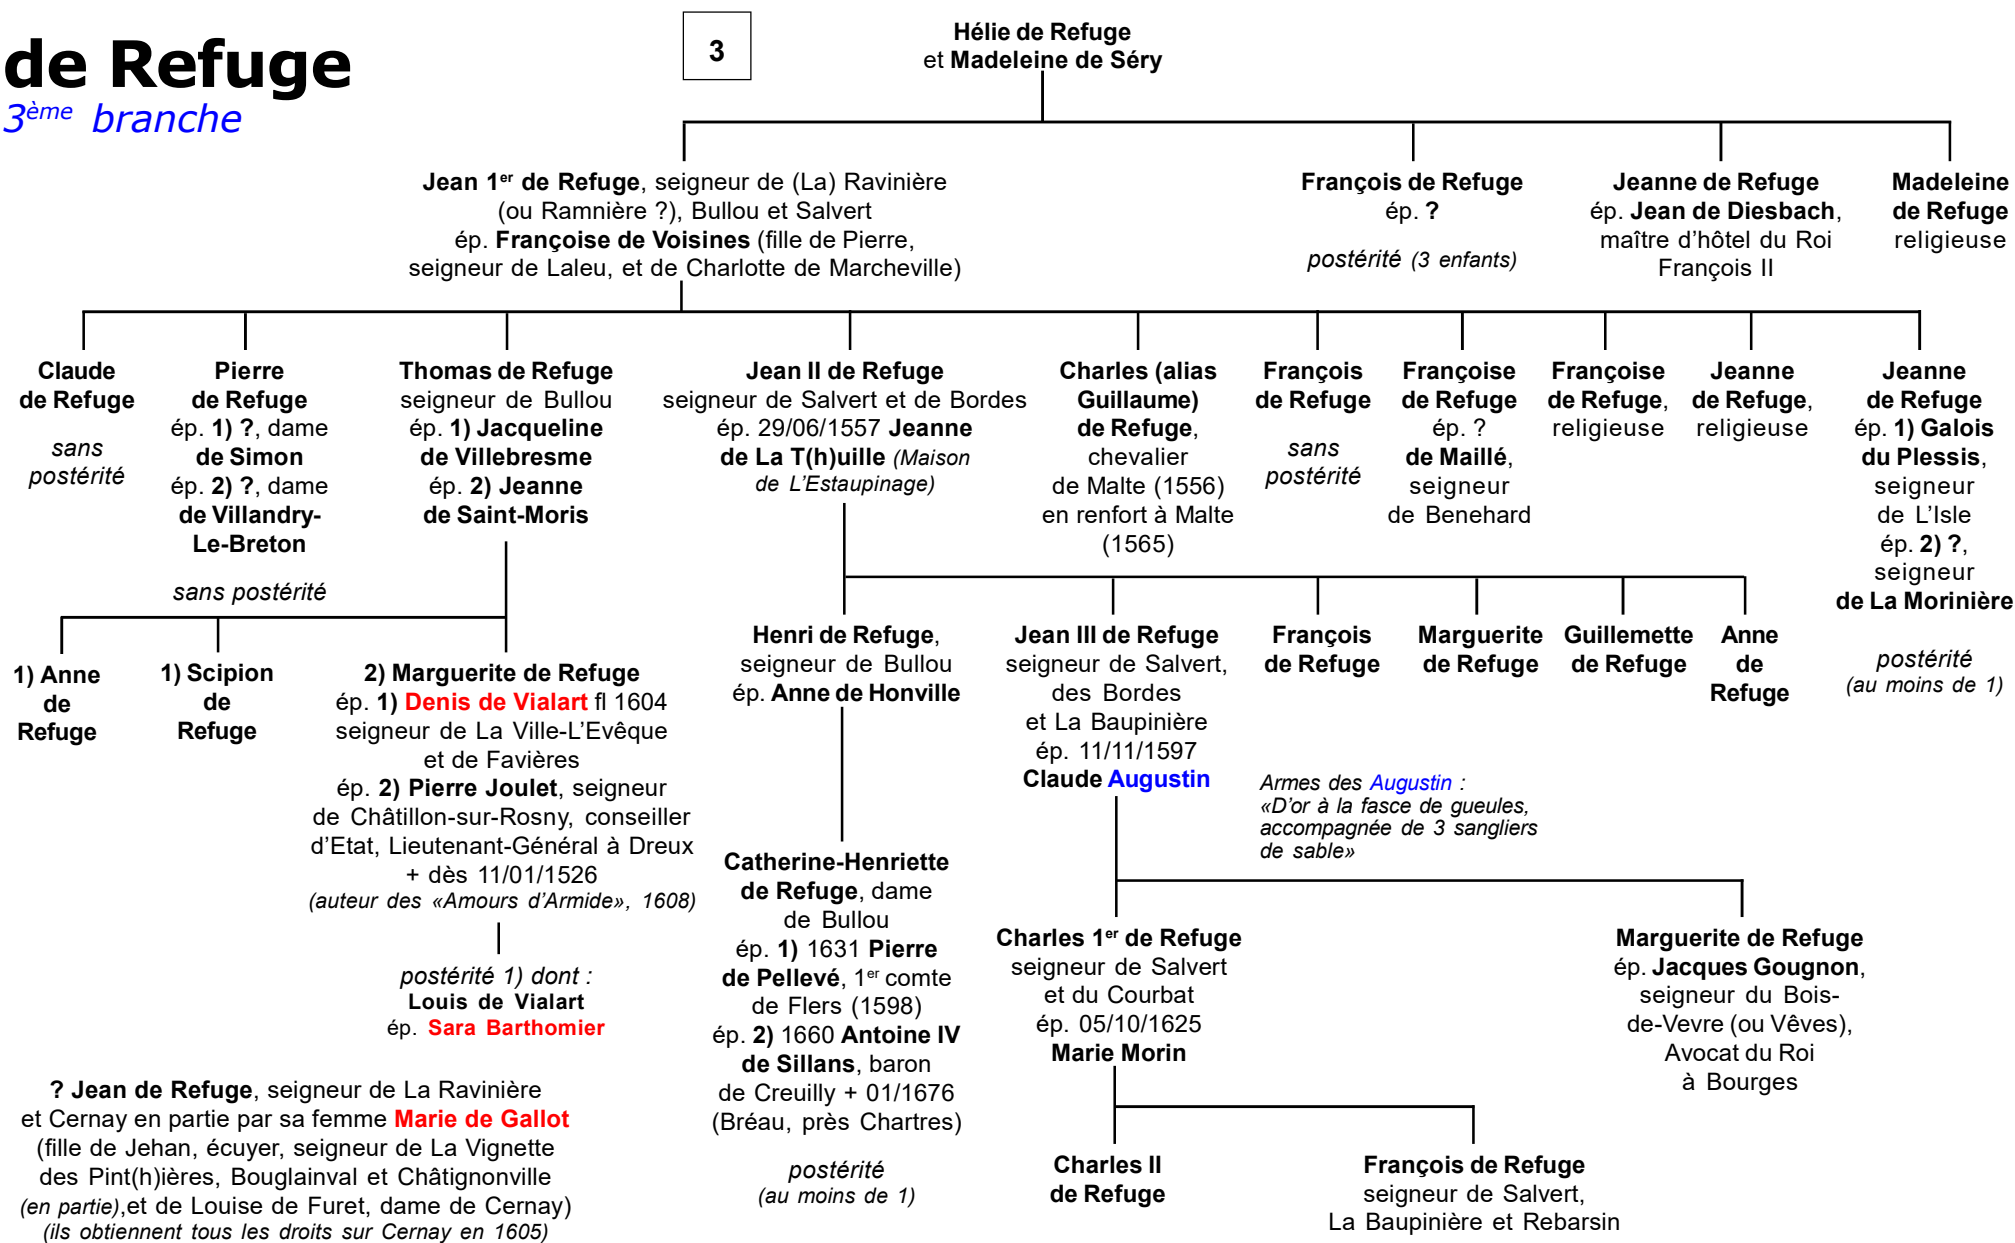 de Refuge
3ème branche
3
Hélie de Refuge
et Madeleine de Séry
Jean 1er de Refuge, seigneur de (La) Ravinière
(ou Ramnière ?), Bullou et Salvert
ép. Françoise de Voisines (fille de Pierre,
seigneur de Laleu, et de Charlotte de Marcheville)
François de Refuge
ép. ?
postérité (3 enfants)
Jeanne de Refuge
ép. Jean de Diesbach,
maître d'hôtel du Roi
François II
Madeleine
de Refuge
religieuse
Claude
de Refuge
sans
postérité
Pierre
de Refuge
ép. 1) ?, dame
de Simon
ép. 2) ?, dame
de Villandry-
Le-Breton
sans postérité
Thomas de Refuge
seigneur de Bullou
ép. 1) Jacqueline
de Villebresme
ép. 2) Jeanne
de Saint-Moris
Jean II de Refuge
seigneur de Salvert et de Bordes
ép. 29/06/1557 Jeanne
de La T(h)uille (Maison
de L'Estaupinage)
Charles (alias
Guillaume)
de Refuge,
chevalier
de Malte (1556)
en renfort à Malte
(1565)
François
de Refuge
sans
postérité
Françoise
de Refuge
ép. ?
de Maillé,
seigneur
de Benehard
Françoise
de Refuge,
religieuse
Jeanne
de Refuge,
religieuse
Jeanne
de Refuge
ép. 1) Galois
du Plessis,
seigneur
de L'Isle
ép. 2) ?,
seigneur
de La Morinière
postérité
(au moins de 1)
1) Anne
de
Refuge
1) Scipion
de
Refuge
2) Marguerite de Refuge
ép. 1) Denis de Vialart fl 1604
seigneur de La Ville-L'Evêque
et de Favières
ép. 2) Pierre Joulet, seigneur
de Châtillon-sur-Rosny, conseiller
d'Etat, Lieutenant-Général à Dreux
+ dès 11/01/1526
(auteur des «Amours d'Armide», 1608)
postérité 1) dont :
Louis de Vialart
ép. Sara Barthomier
Henri de Refuge,
seigneur de Bullou
ép. Anne de Honville
Jean III de Refuge
seigneur de Salvert,
des Bordes
et La Baupinière
ép. 11/11/1597
Claude Augustin
François
de Refuge
Marguerite
de Refuge
Guillemette
de Refuge
Anne
de
Refuge
Armes des Augustin :
«D'or à la fasce de gueules,
accompagnée de 3 sangliers
de sable»
Catherine-Henriette
de Refuge, dame
de Bullou
ép. 1) 1631 Pierre
de Pellevé, 1er comte
de Flers (1598)
ép. 2) 1660 Antoine IV
de Sillans, baron
de Creuilly + 01/1676
(Bréau, près Chartres)
postérité
(au moins de 1)
Charles 1er de Refuge
seigneur de Salvert
et du Courbat
ép. 05/10/1625
Marie Morin
Marguerite de Refuge
ép. Jacques Gougnon,
seigneur du Bois-
de-Vevre (ou Vêves),
Avocat du Roi
à Bourges
Charles II
de Refuge
François de Refuge
seigneur de Salvert,
La Baupinière et Rebarsin
? Jean de Refuge, seigneur de La Ravinière
et Cernay en partie par sa femme Marie de Gallot
(fille de Jehan, écuyer, seigneur de La Vignette
des Pint(h)ières, Bouglainval et Châtignonville
(en partie),et de Louise de Furet, dame de Cernay)
(ils obtiennent tous les droits sur Cernay en 1605)